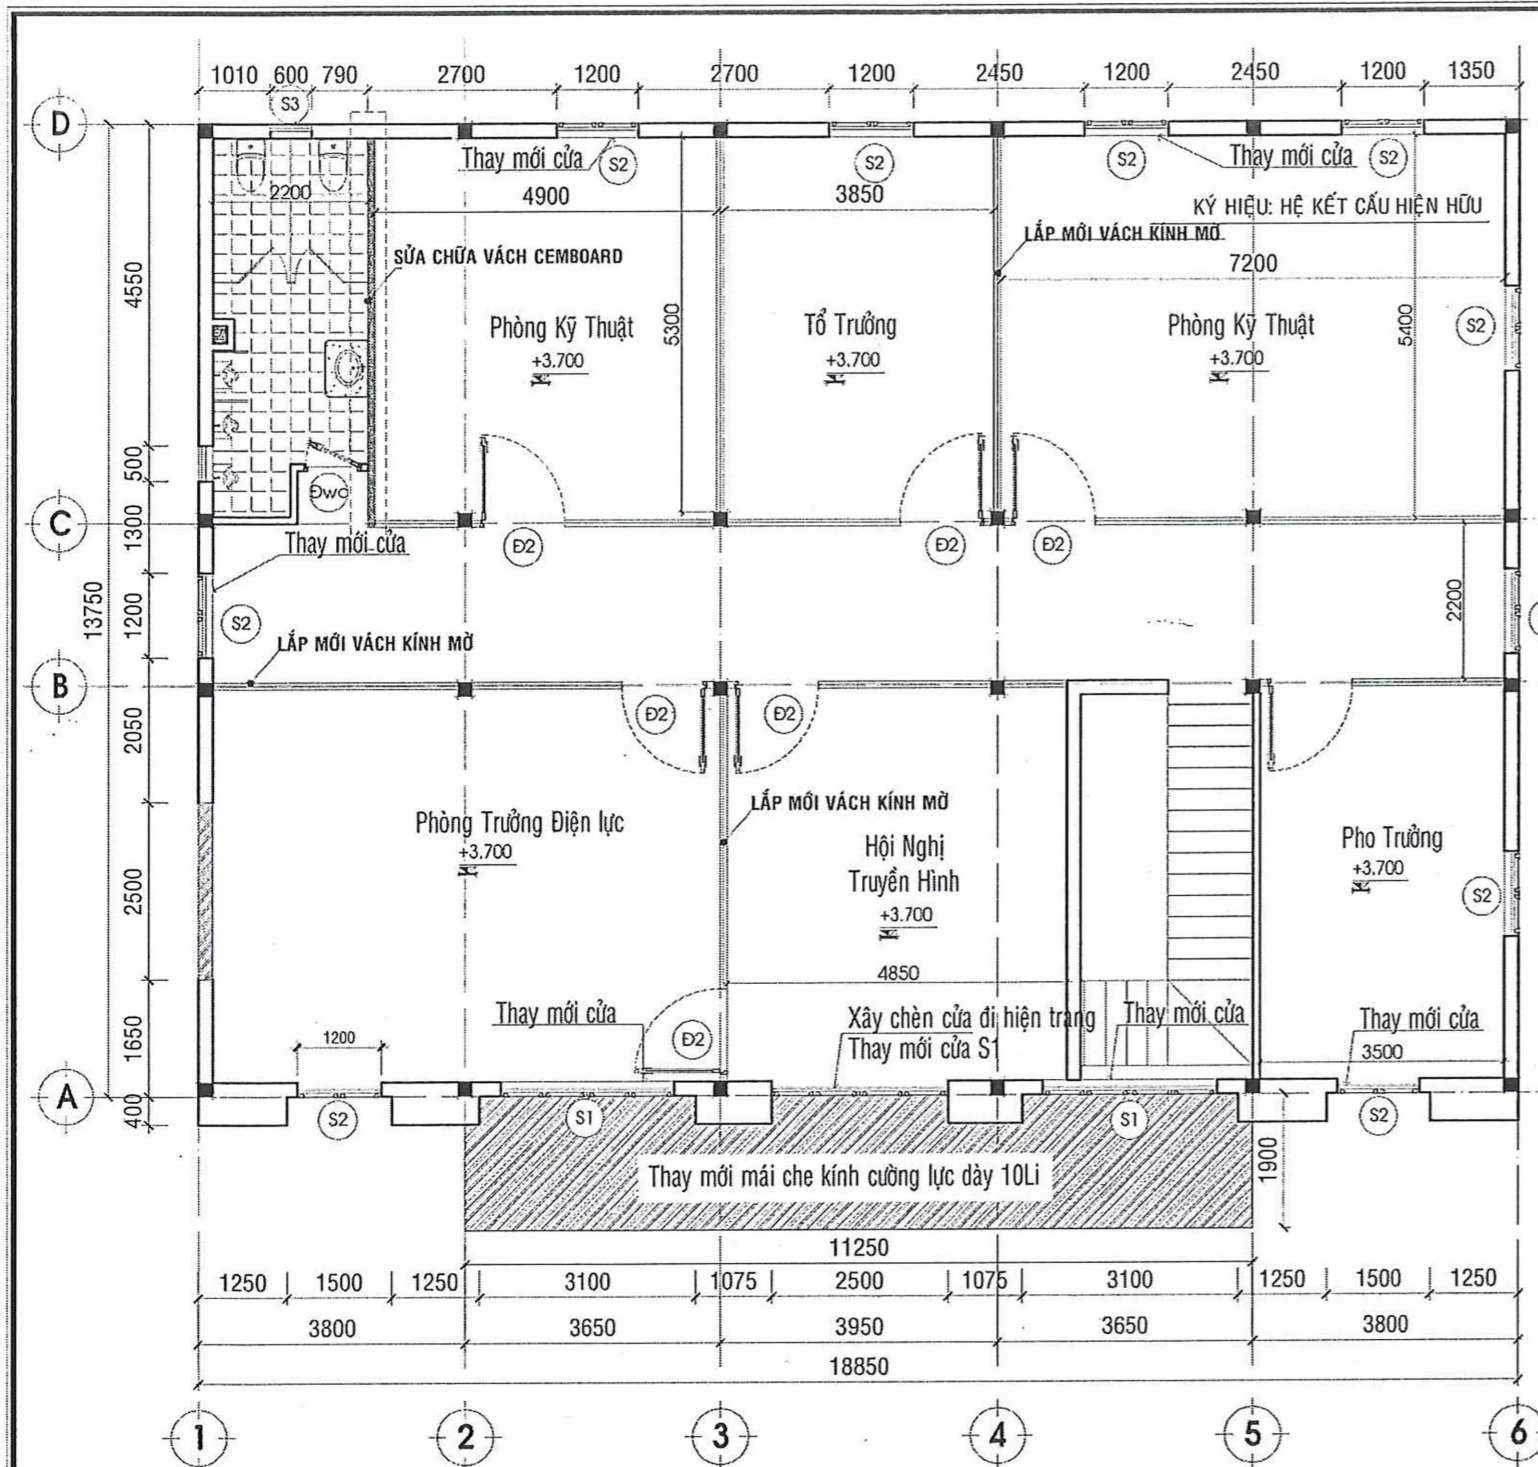 1010 600 790 2700 1200 2700 1200 2450 1200 2450 1200 1350
S3
D
Thay mới cửa
S2
S2
S2
Thay mới cửa
S2
2200
4900
3850
KÝ HIỆU: HỆ KẾT CẤU HIỆN HỮU
LẮP MỚI VÁCH KÍNH MỜ
SỬA CHỮA VÁCH CEMBOARD
7200
4550
5300
5400
Phòng Kỹ Thuật
+3.700
Tổ Trưởng
+3.700
Phòng Kỹ Thuật
+3.700
S2
500
Đwc
C
1300
Thay mới cửa
Đ2
Đ2
Đ2
13750
1200
S2
2200
LẮP MỚI VÁCH KÍNH MỜ
B
2050
Đ2
Đ2
LẮP MỚI VÁCH KÍNH MỜ
Phòng Trưởng Điện lực
+3.700
Hội Nghị
Truyền Hình
+3.700
Pho Trưởng
+3.700
S2
2500
4850
Thay mới cửa
Xây chèn cửa đi hiện trạng
Thay mới cửa S1
Thay mới cửa
Thay mới cửa
1650
1200
Đ2
3500
A
400
S2
S1
S1
S2
Thay mới mái che kính cường lực dày 10Li
1900
11250
1250 1500 1250 3100 1075 2500 1075 3100 1250 1500 1250
3800 3650 3950 3650 3800
18850
1 2 3 4 5 6